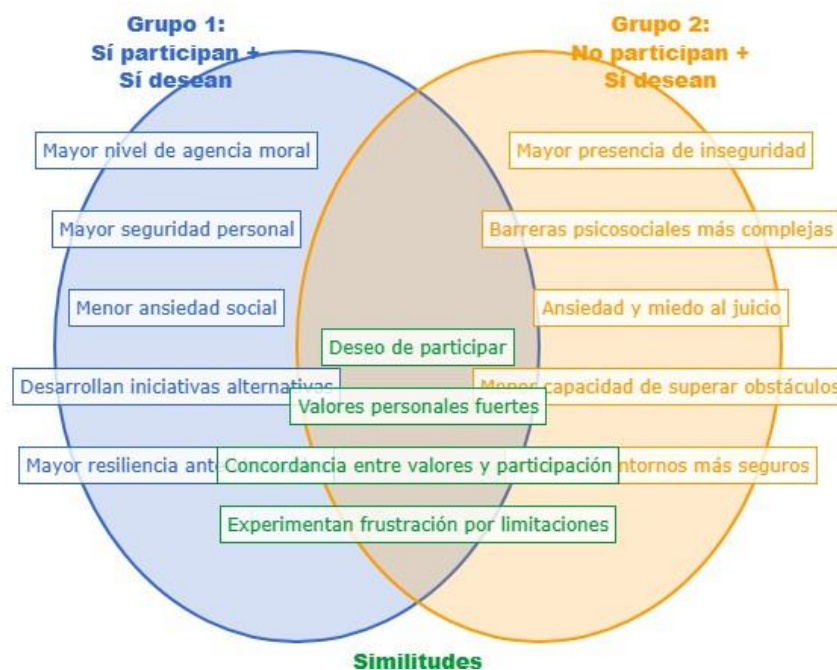 Grupo 1:
Sí participan +
Sí desean
Grupo 2:
No participan +
Sí desean
Mayor nivel de agencia moral
Mayor presencia de inseguridad
Mayor seguridad personal
Barreras psicosociales más complejas
Menor ansiedad social
Ansiedad y miedo al juicio
Deseo de participar
Desarrollan iniciativas alternativas
Menor capacidad de superar obstáculos
Valores personales fuertes
Mayor resiliencia
Concordancia entre valores y participación
más seguros
Experimentan frustración por limitaciones
Similitudes